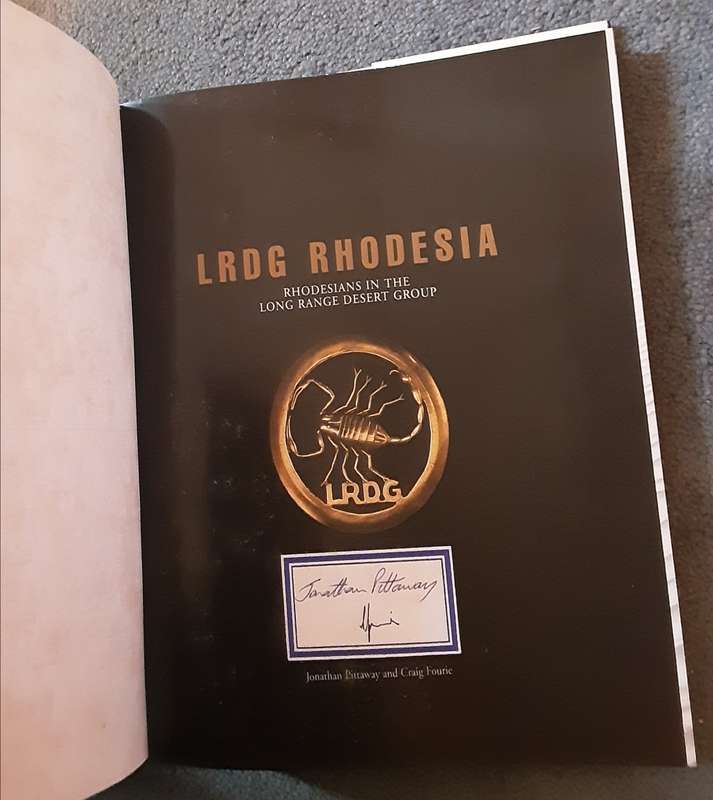 LRDG RHODESIA
RHODESIANS IN THE
LONG RANGE DESERT GROUP
LRDG
Jonathan Pittaway
Jonathan Pittaway and Craig Fourie